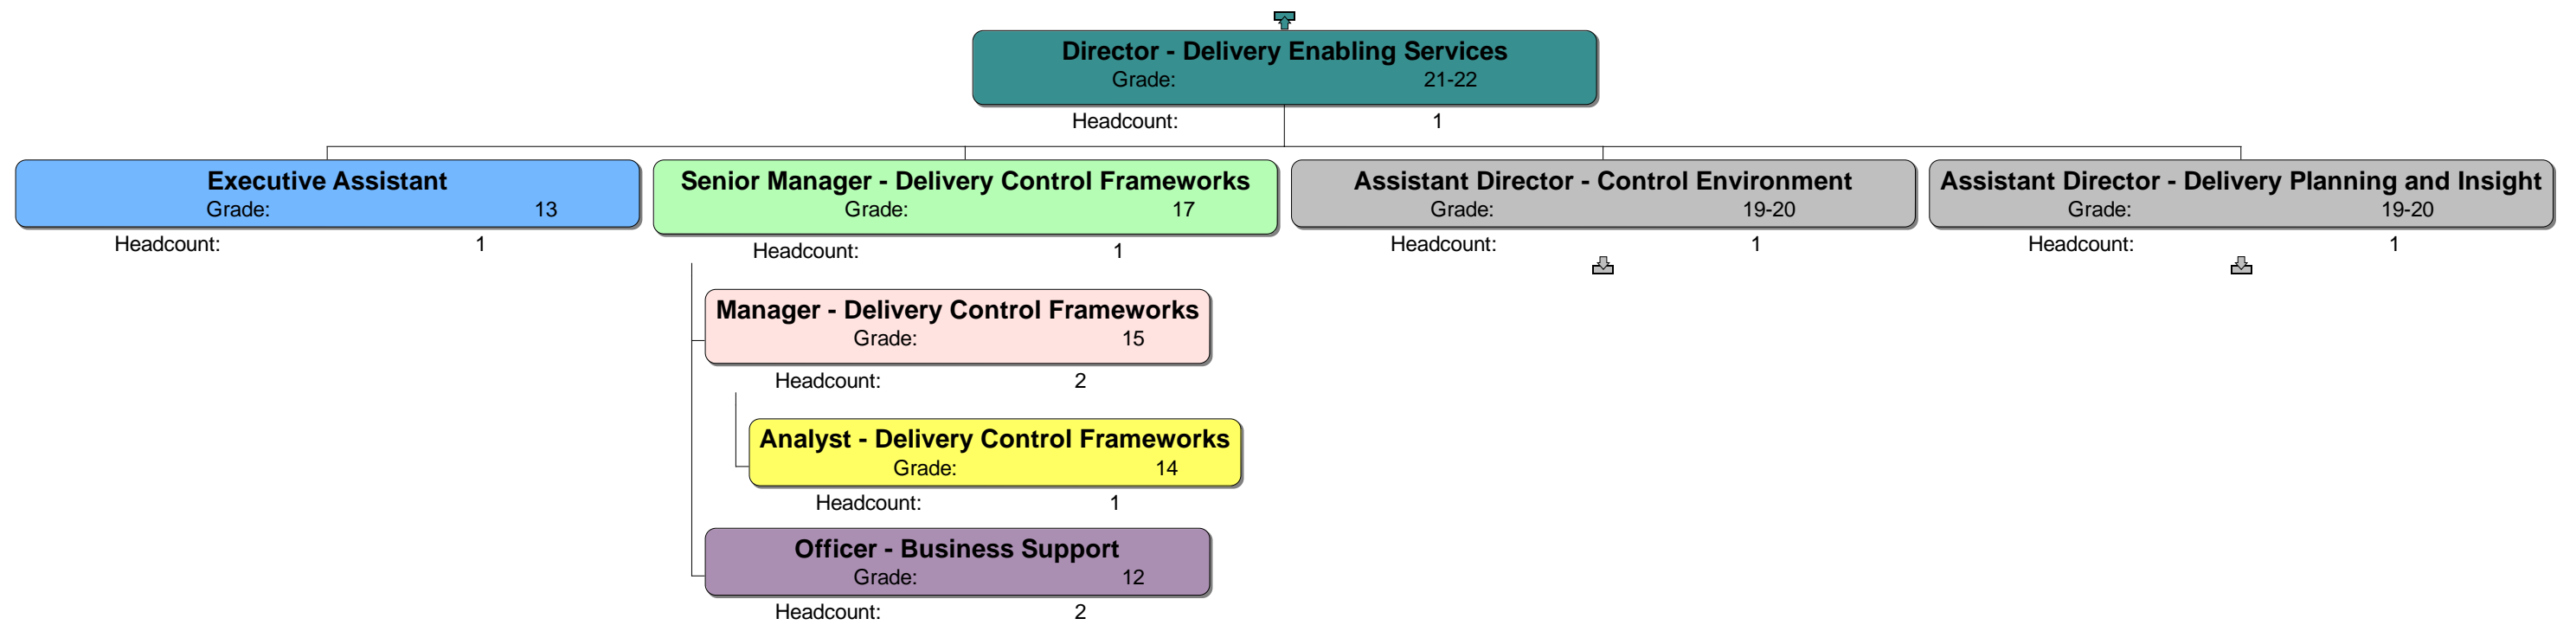 Director - Delivery Enabling Services
Grade: 21-22
Headcount: 1
Executive Assistant
Grade: 13
Headcount: 1
Senior Manager - Delivery Control Frameworks
Grade: 17
Headcount: 1
Assistant Director - Control Environment
Grade: 19-20
Headcount: 1
Assistant Director - Delivery Planning and Insight
Grade: 19-20
Headcount: 1
Manager - Delivery Control Frameworks
Grade: 15
Headcount: 2
Analyst - Delivery Control Frameworks
Grade: 14
Headcount: 1
Officer - Business Support
Grade: 12
Headcount: 2